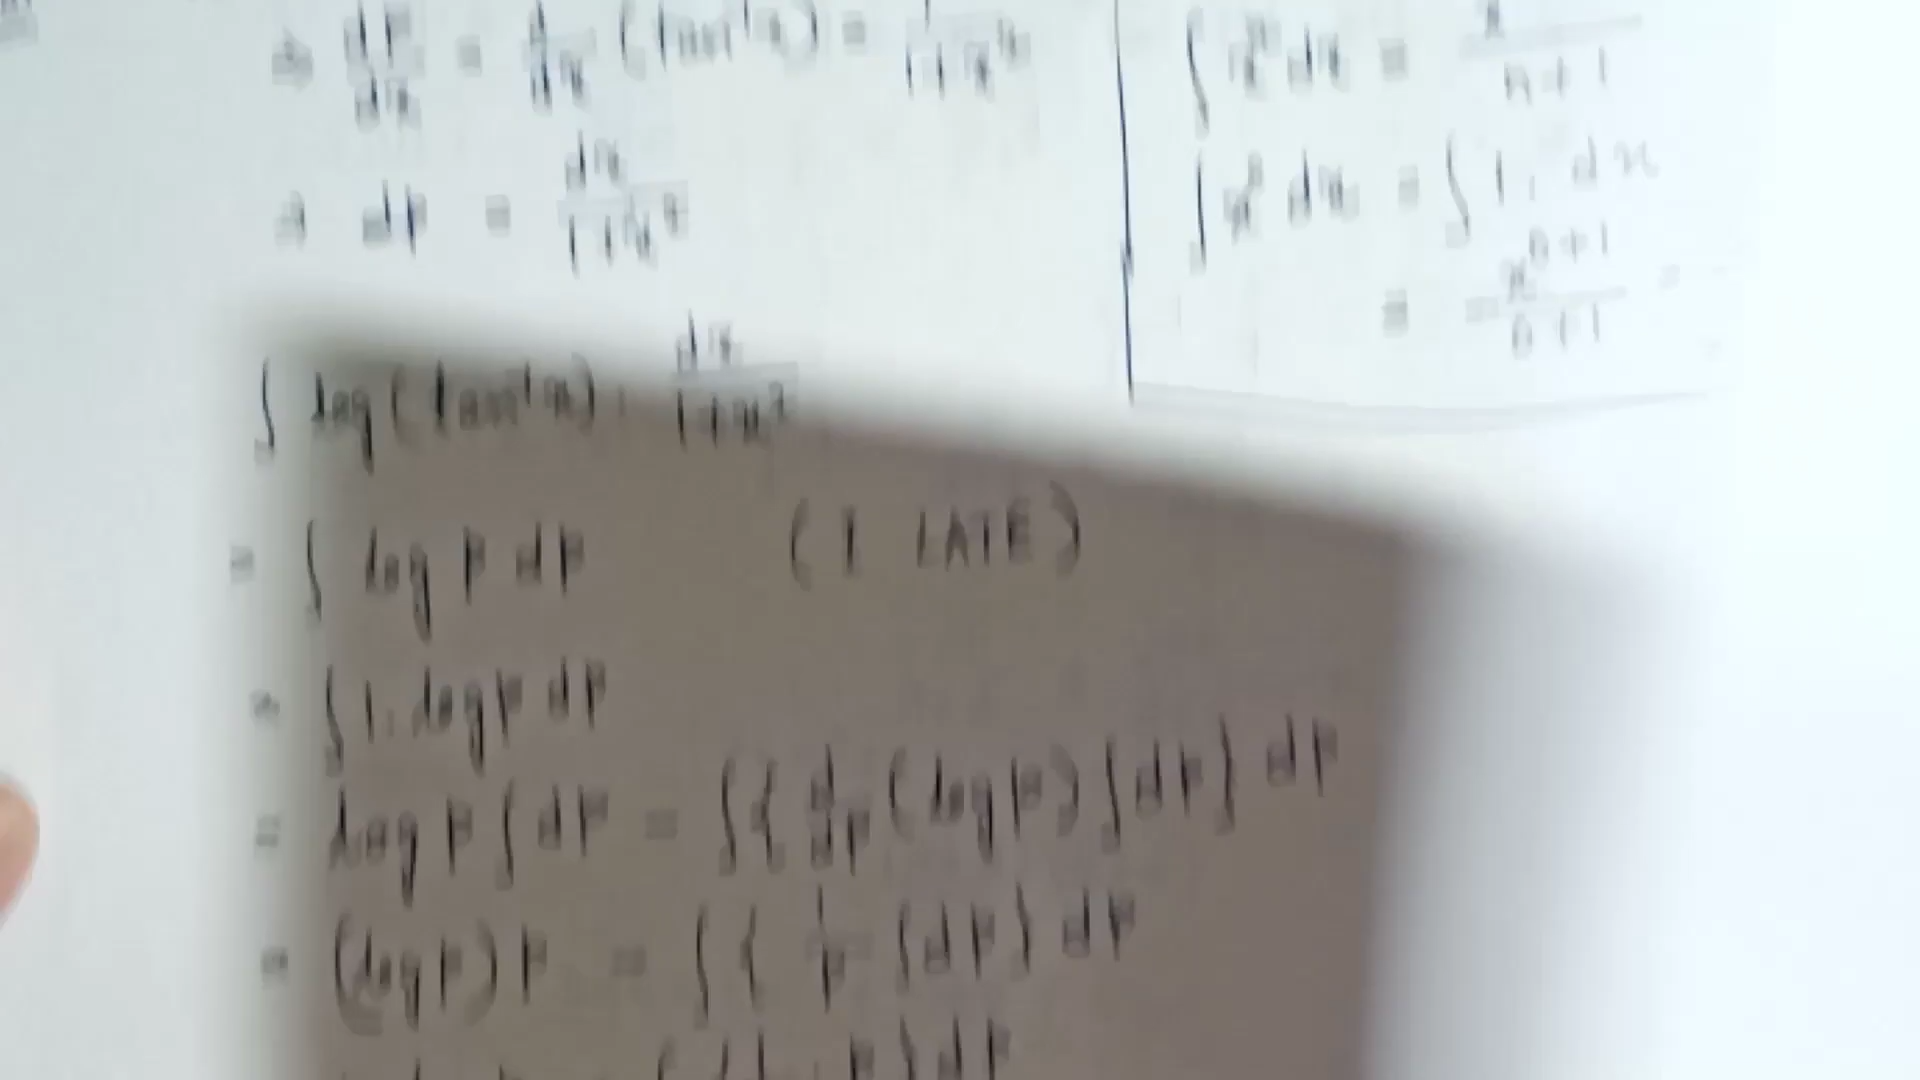 ⇒ dp/dx = d/dx (tan⁻¹x) = 1/1+x²
⇒ dp = dx/1+x²
∫ log(tan⁻¹x) . dx/1+x²
= ∫ log p dp (I LATE)
= ∫ 1. log p dp
= log p ∫ dp - ∫{ d/dp (log p) ∫dp} dp
= (log p) p - ∫{ 1/p ∫dp} dp
∫ xⁿ dx = x / n+1
∫ x⁰ dx = ∫ 1. dx
= x⁰⁺¹ / 0+1